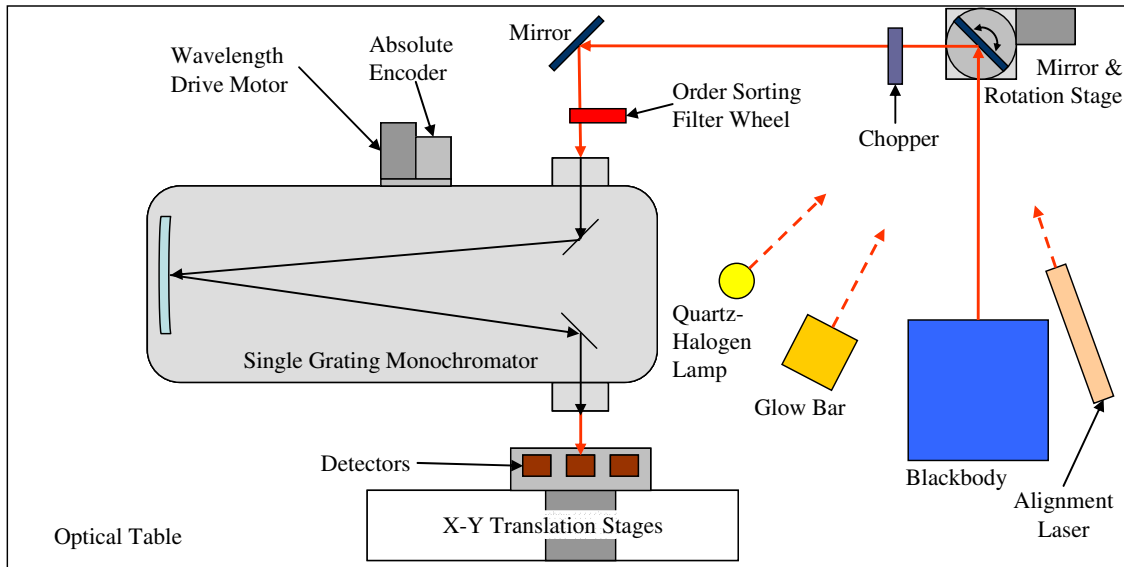 Wavelength
Drive Motor
Absolute
Encoder
Mirror
Order Sorting
Filter Wheel
Chopper
Mirror &
Rotation Stage
Quartz-
Halogen
Lamp
Glow Bar
Blackbody
Alignment
Laser
Single Grating Monochromator
Detectors
X-Y Translation Stages
Optical Table